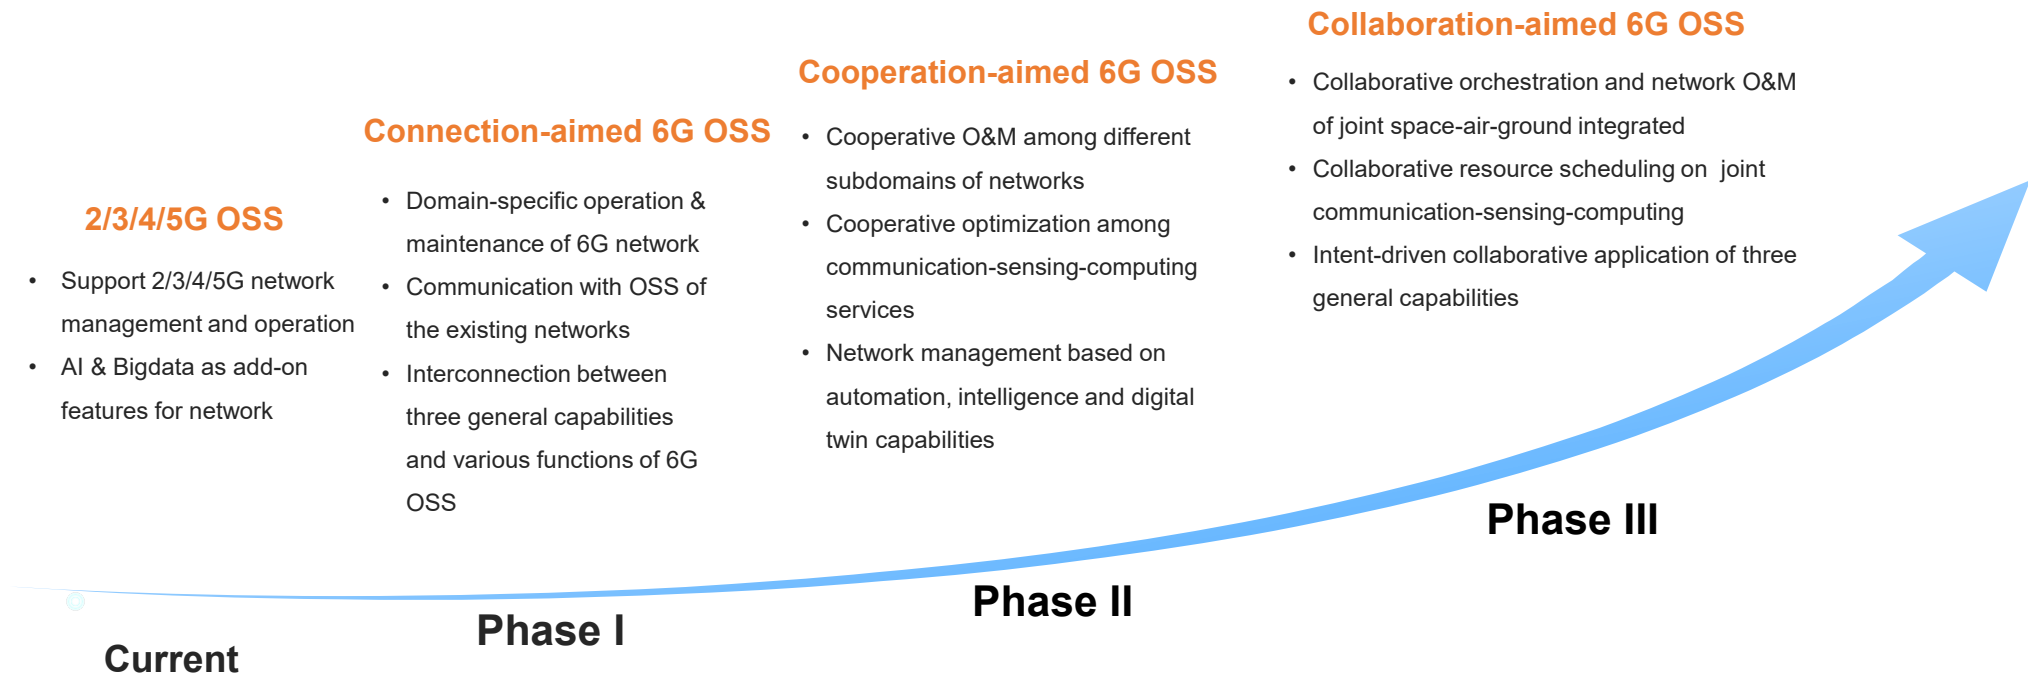 2/3/4/5G OSS
• Support 2/3/4/5G network
management and operation
• AI & Bigdata as add-on
features for network
Current
Connection-aimed 6G OSS
• Domain-specific operation &
maintenance of 6G network
• Communication with OSS of
the existing networks
• Interconnection between
three general capabilities
and various functions of 6G
OSS
Phase I
Cooperation-aimed 6G OSS
• Cooperative O&M among different
subdomains of networks
• Cooperative optimization among
communication-sensing-computing
services
• Network management based on
automation, intelligence and digital
twin capabilities
Phase II
Collaboration-aimed 6G OSS
• Collaborative orchestration and network O&M
of joint space-air-ground integrated
• Collaborative resource scheduling on joint
communication-sensing-computing
• Intent-driven collaborative application of three
general capabilities
Phase III